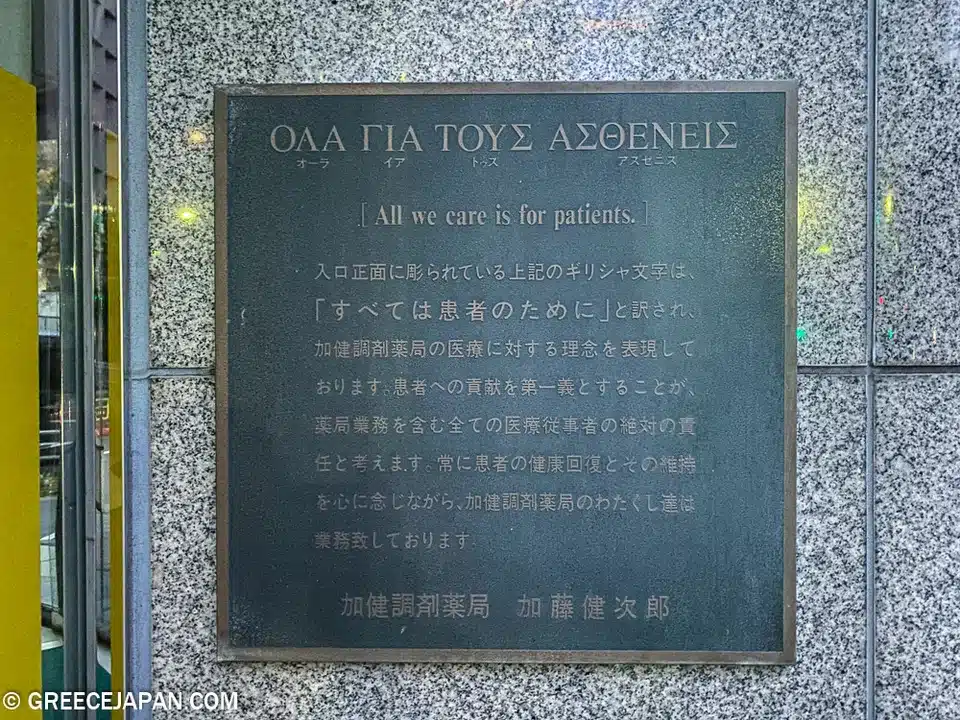 ΟΛΑ ΓΙΑ ΤΟΥΣ ΑΣΘΕΝΕΙΣ
オーラ イア トゥス アスセニス
[ All we care is for patients. ]
入口正面に彫られている上記のギリシャ文字は、
「すべては患者のために」と訳され、
加健調剤薬局の医療に対する理念を表現して
おります。患者への貢献を第一義とすることが、
薬局業務を含む全ての医療従事者の絶対の責
任と考えます。常に患者の健康回復とその維持
を心に念じながら、加健調剤薬局のわたくし達は
業務致しております.
加健調剤薬局 加藤健次郎
© GREECEJAPAN.COM